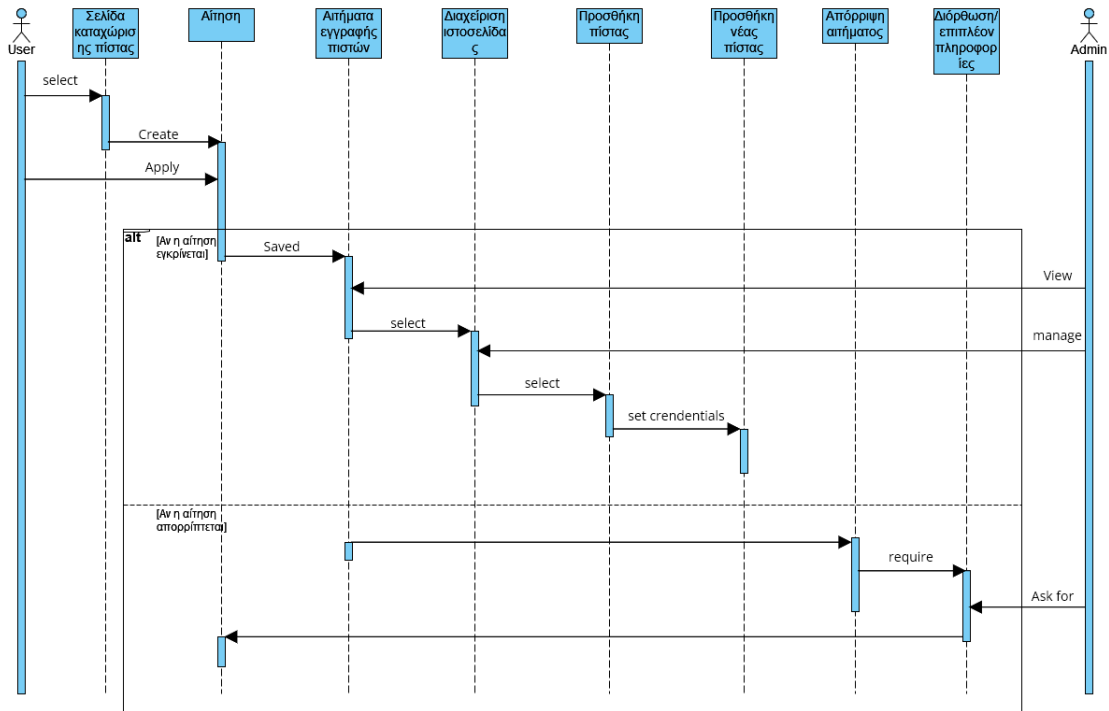 User
Σελίδα
καταχώρισ
ης πίστας
Αίτηση
Αιτήματα
εγγραφής
πιστών
Διαχείριση
ιστοσελίδα
ς
Προσθήκη
πίστας
Προσθήκη
νέας
πίστας
Απόρριψη
αιτήματος
Διόρθωση/
επιπλέον
πληροφορ
ίες
Admin
select
Create
Apply
alt
[Αν η αίτηση
εγκρίνεται]
Saved
View
select
manage
select
set crendentials
[Αν η αίτηση
απορρίπτεται]
require
Ask for